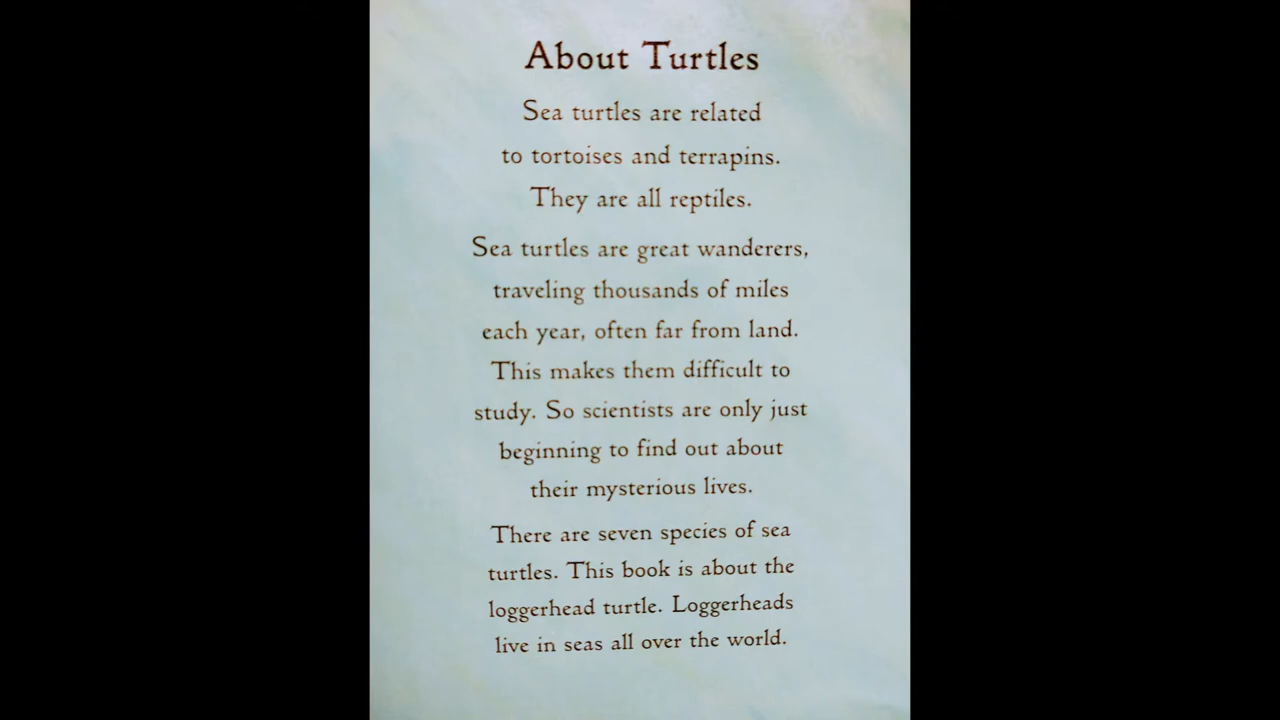 About Turtles
Sea turtles are related
to tortoises and terrapins.
They are all reptiles.
Sea turtles are great wanderers,
traveling thousands of miles
each year, often far from land.
This makes them difficult to
study. So scientists are only just
beginning to find out about
their mysterious lives.
There are seven species of sea
turtles. This book is about the
loggerhead turtle. Loggerheads
live in seas all over the world.